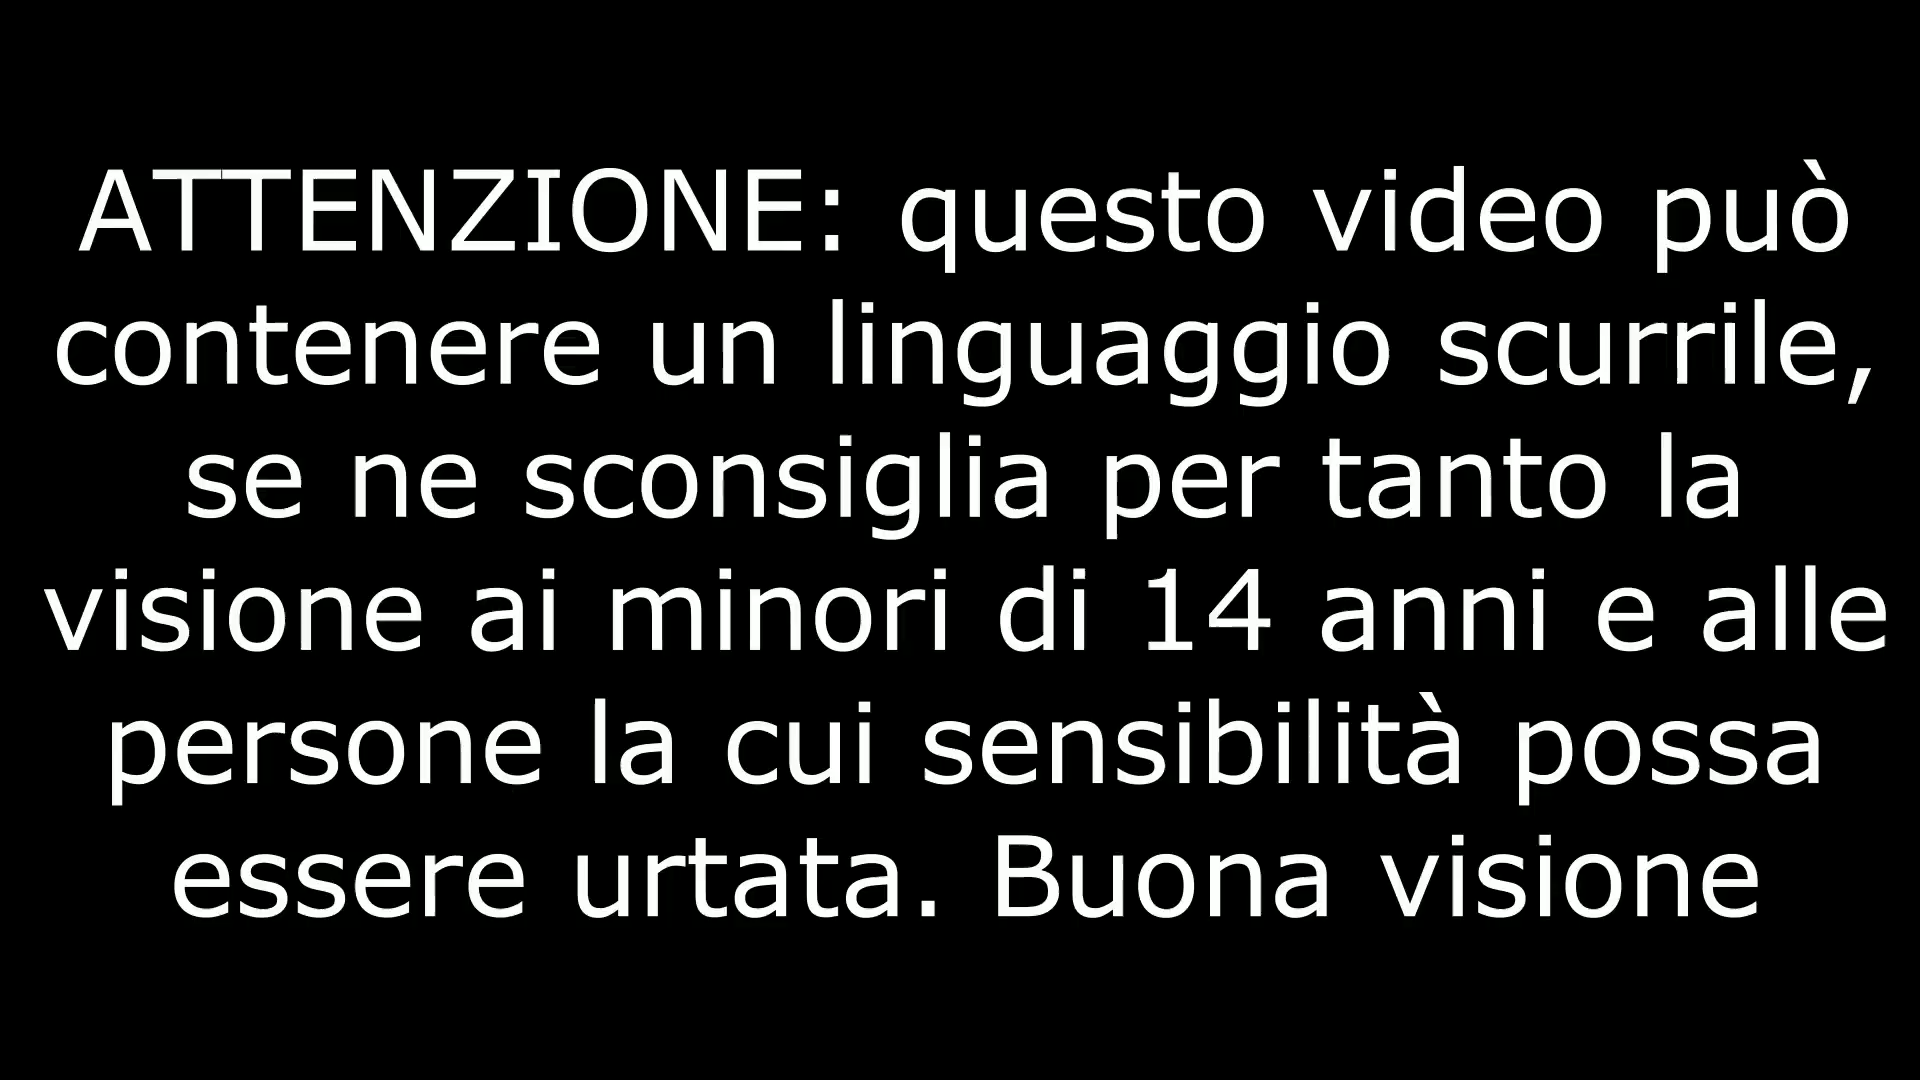 ATTENZIONE: questo video può
contenere un linguaggio scurrile,
se ne sconsiglia per tanto la
visione ai minori di 14 anni e alle
persone la cui sensibilità possa
essere urtata. Buona visione